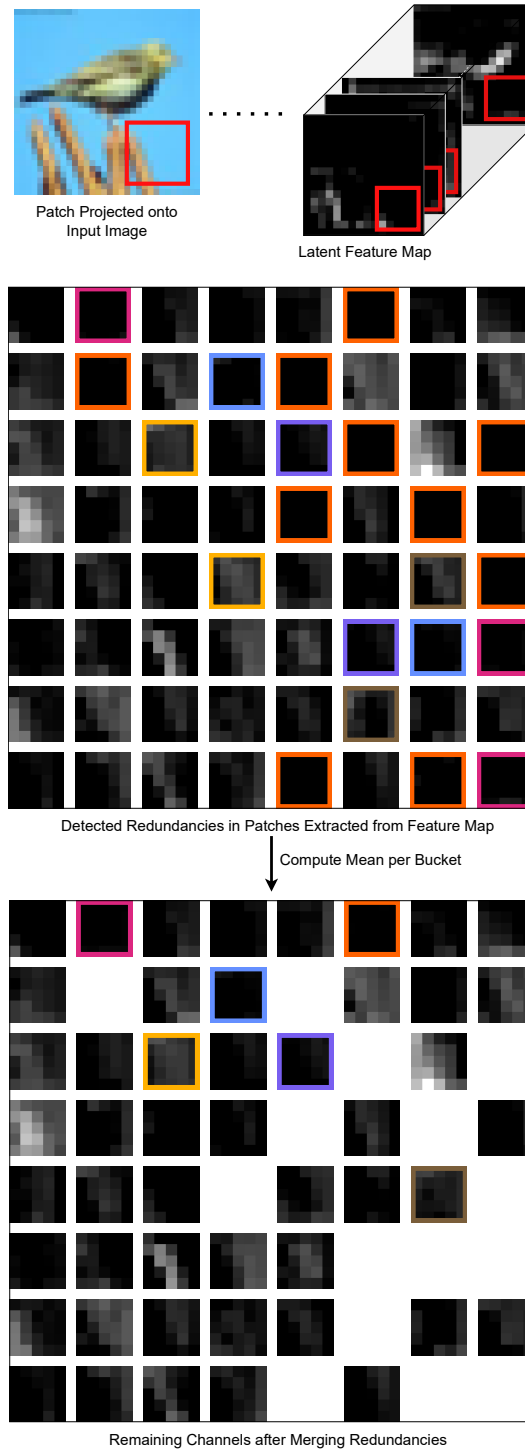 Patch Projected onto
Input Image
Latent Feature Map
Detected Redundancies in Patches Extracted from Feature Map
Compute Mean per Bucket
Remaining Channels after Merging Redundancies